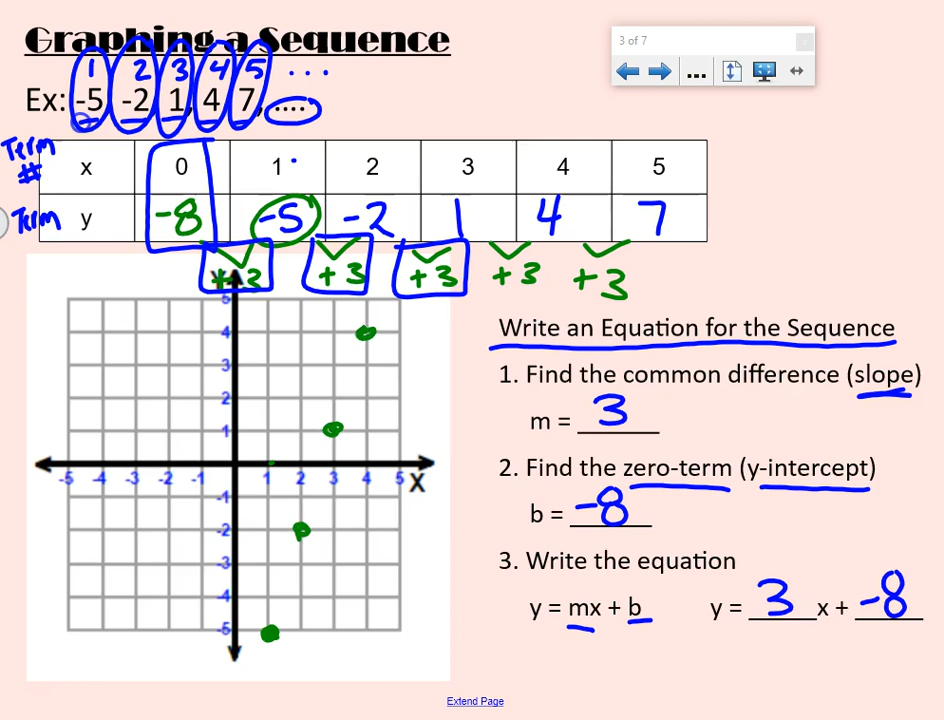 Graphing a Sequence
3 of 7
1 2 3 4 5 ...
Ex: -5 -2 1, 4 7, ....
Term #
x 0 1 2 3 4 5
Term y -8 -5 -2 1 4 7
+3 +3 +3 +3 +3
5
4
3
2
1
-5 -4 -3 -2 -1 1 2 3 4 5 X
-1
-2
-3
-4
-5
Write an Equation for the Sequence
1. Find the common difference (slope)
m = 3
2. Find the zero-term (y-intercept)
b = -8
3. Write the equation
y = mx + b y = 3 x + -8
Extend Page